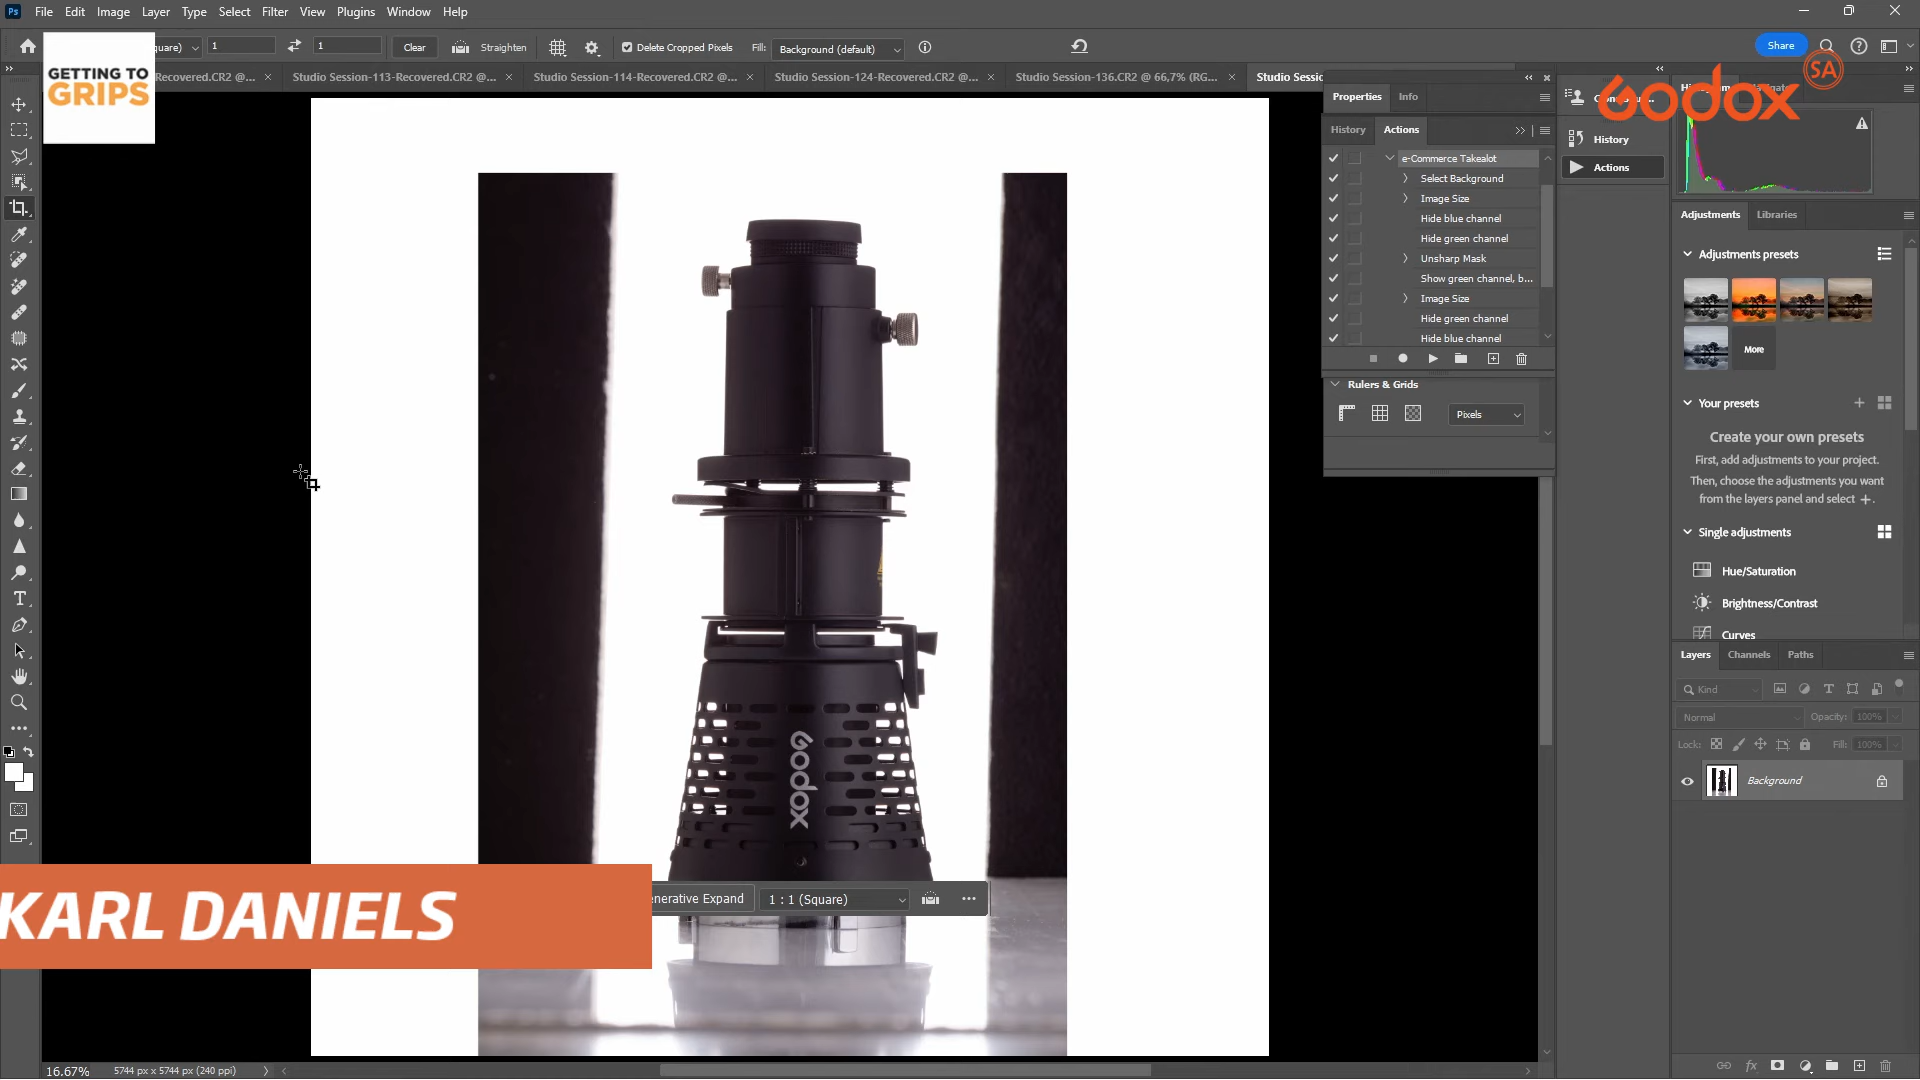 Ps File Edit Image Layer Type Select Filter View Plugins Window Help
1 1 Clear Straighten Delete Cropped Pixels Fill: Background (default) Share
GETTING TO
GRIPS
Recovered.CR2 @... Studio Session-113-Recovered.CR2 @... Studio Session-114-Recovered.CR2 @... Studio Session-124-Recovered.CR2 @... Studio Session-136.CR2 @ 66,7% (RG... Studio Sessio
Godox SA
Properties Info
History Actions
e-Commerce Takealot
Select Background
Image Size
Hide blue channel
Hide green channel
Unsharp Mask
Show green channel, b...
Image Size
Hide green channel
Hide blue channel
Rulers & Grids
Pixels
History
Actions
Adjustments Libraries
Adjustments presets
More
Your presets
Create your own presets
First, add adjustments to your project.
Then, choose the adjustments you want
from the layers panel and select +.
Single adjustments
Hue/Saturation
Brightness/Contrast
Curves
Layers Channels Paths
Kind
Normal Opacity: 100%
Lock: Fill: 100%
Background
Godox
KARL DANIELS
enerative Expand 1 : 1 (Square)
16.67% 5744 px x 5744 px (240 ppi)